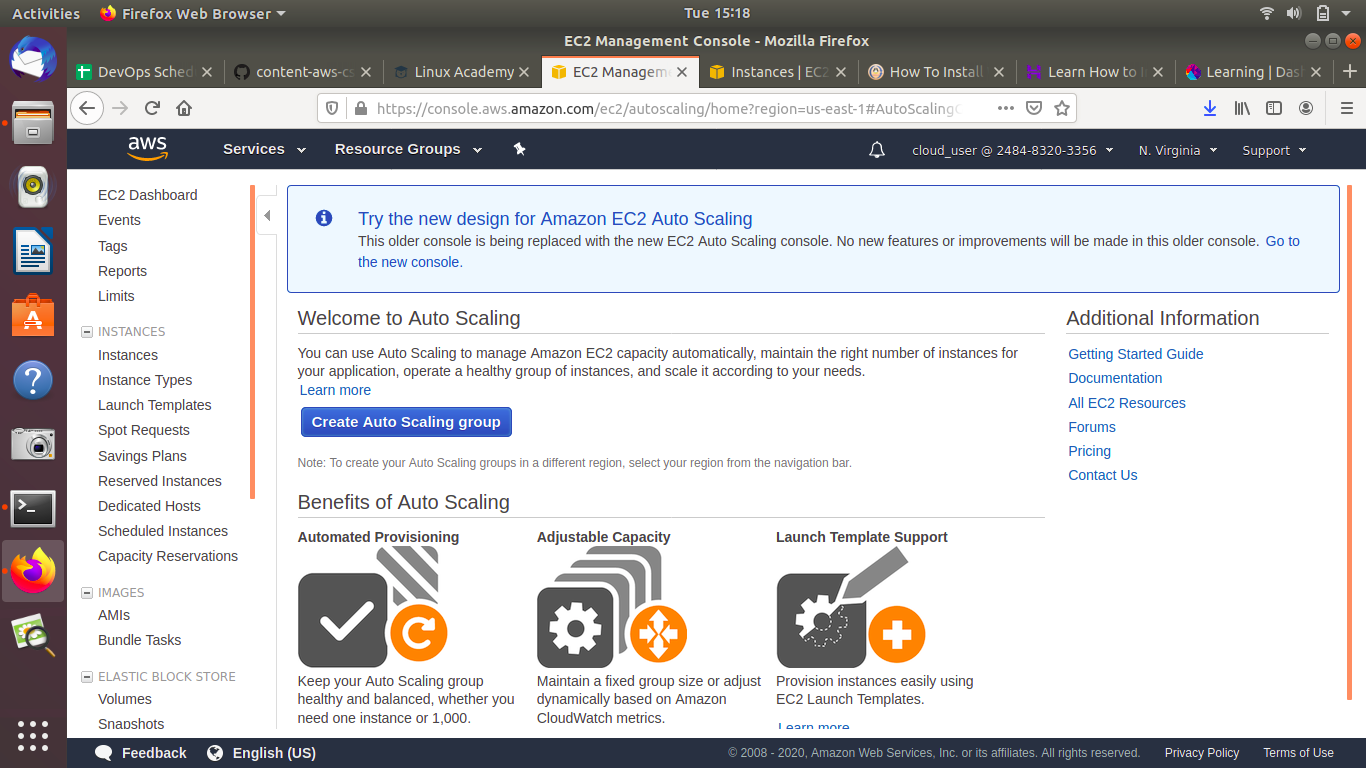 Activities Firefox Web Browser Tue 15:18
EC2 Management Console - Mozilla Firefox
DevOps Sched content-aws-cs Linux Academy EC2 Managem Instances | EC2 How To Install Learn How to Learning | Das
https://console.aws.amazon.com/ec2/autoscaling/home?region=us-east-1#AutoScaling
aws Services Resource Groups cloud_user @ 2484-8320-3356 N. Virginia Support
EC2 Dashboard
Events
Tags
Reports
Limits
INSTANCES
Instances
Instance Types
Launch Templates
Spot Requests
Savings Plans
Reserved Instances
Dedicated Hosts
Scheduled Instances
Capacity Reservations
IMAGES
AMIs
Bundle Tasks
ELASTIC BLOCK STORE
Volumes
Snapshots
Try the new design for Amazon EC2 Auto Scaling
This older console is being replaced with the new EC2 Auto Scaling console. No new features or improvements will be made in this older console. Go to
the new console.
Welcome to Auto Scaling
You can use Auto Scaling to manage Amazon EC2 capacity automatically, maintain the right number of instances for
your application, operate a healthy group of instances, and scale it according to your needs.
Learn more
Create Auto Scaling group
Note: To create your Auto Scaling groups in a different region, select your region from the navigation bar.
Benefits of Auto Scaling
Automated Provisioning
Keep your Auto Scaling group
healthy and balanced, whether you
need one instance or 1,000.
Adjustable Capacity
Maintain a fixed group size or adjust
dynamically based on Amazon
CloudWatch metrics.
Launch Template Support
Provision instances easily using
EC2 Launch Templates.
Learn more
Additional Information
Getting Started Guide
Documentation
All EC2 Resources
Forums
Pricing
Contact Us
Feedback English (US) © 2008 - 2020, Amazon Web Services, Inc. or its affiliates. All rights reserved. Privacy Policy Terms of Use